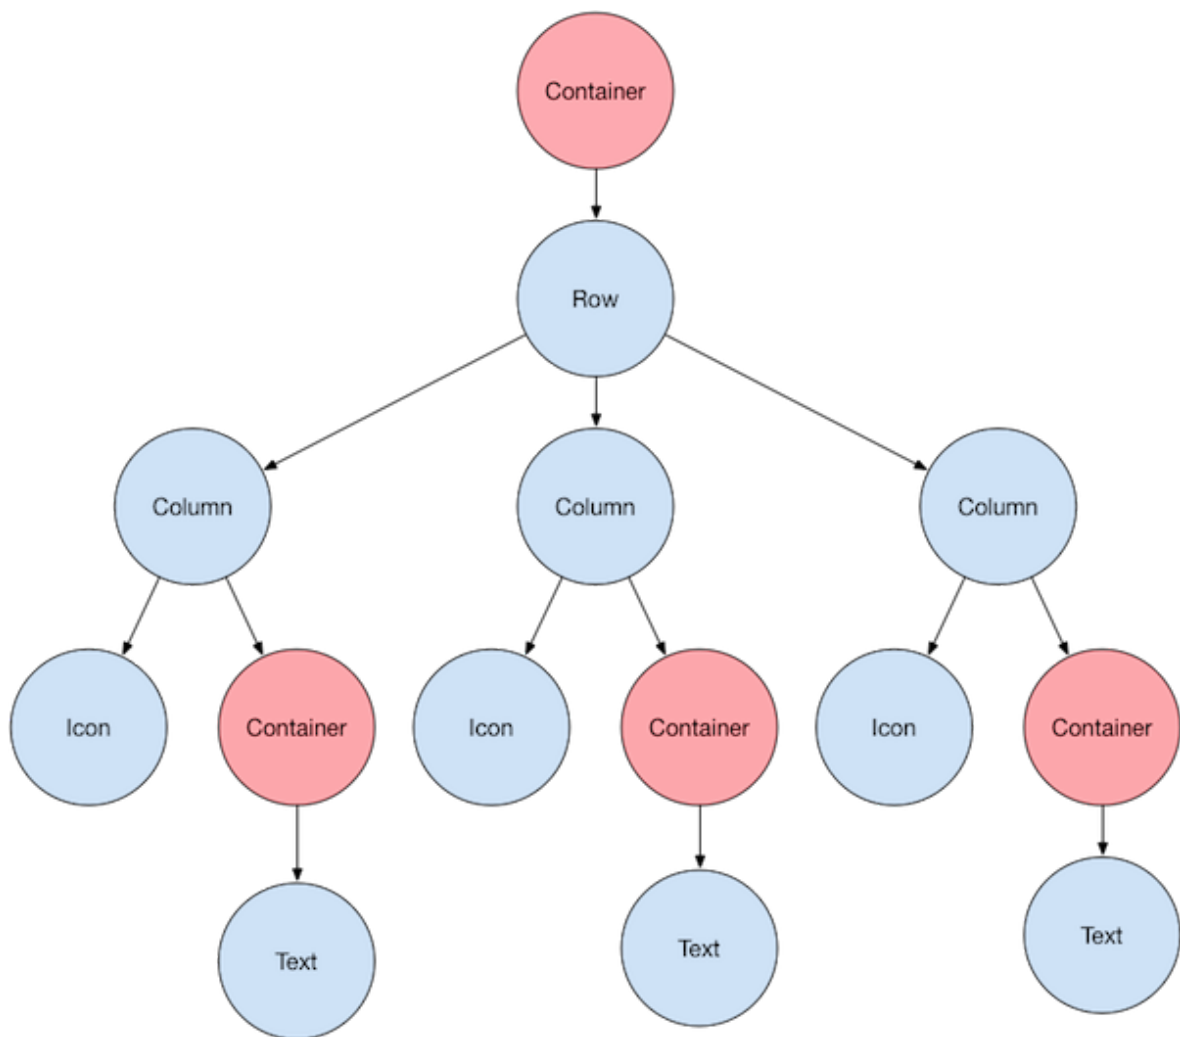 Container
Row
Column
Column
Column
Icon
Container
Icon
Container
Icon
Container
Text
Text
Text